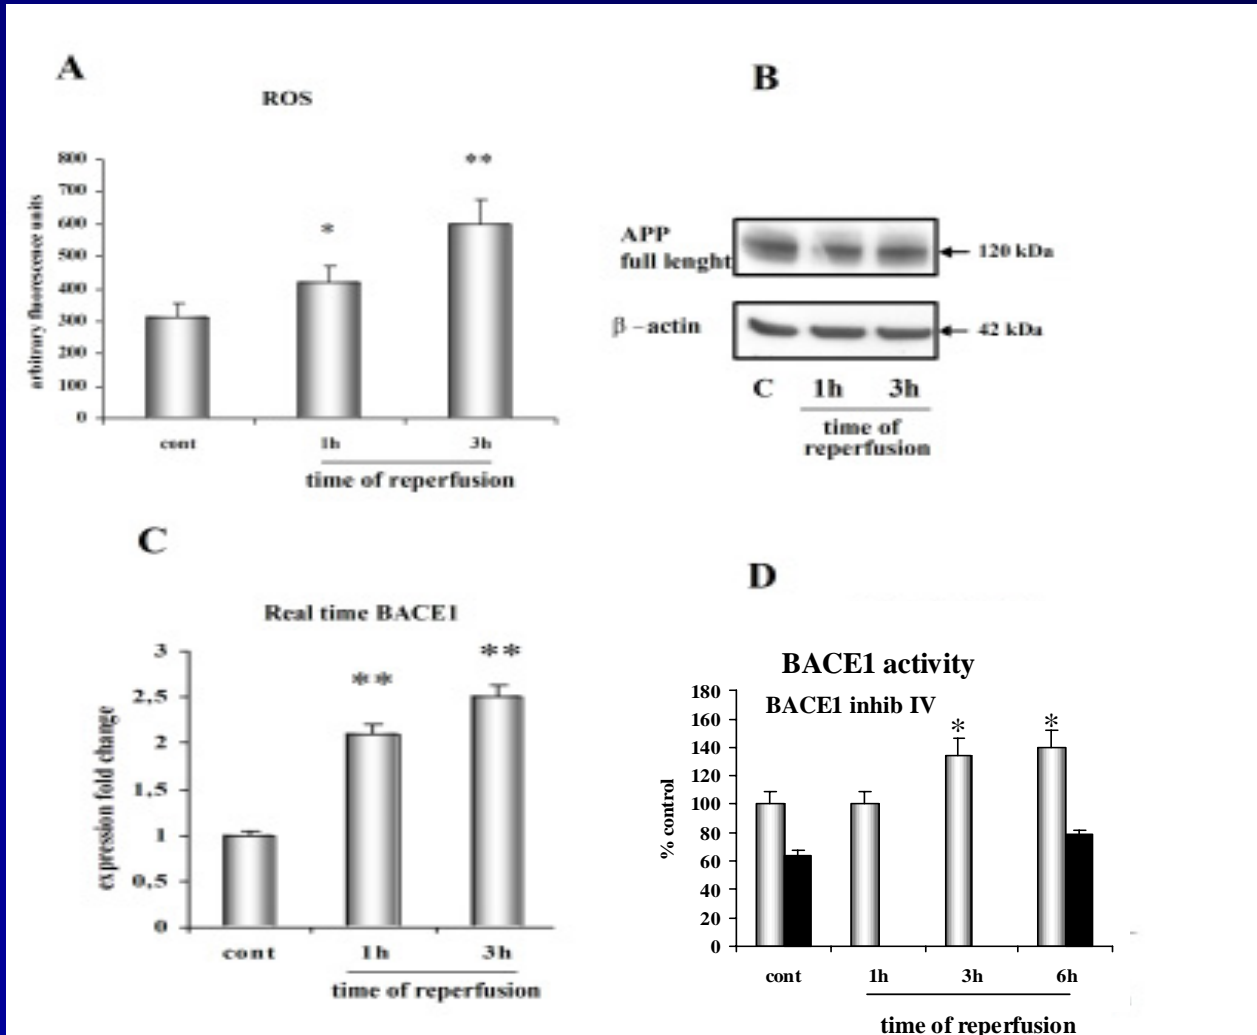 A
ROS
800
700
600
500
400
300
200
100
0
arbitrary fluorescence units
*
**
cont 1h 3h
time of reperfusion
B
APP
full lenght
120 kDa
β – actin
42 kDa
C 1h 3h
time of
reperfusion
C
Real time BACE1
3
2,5
2
1,5
1
0,5
0
expression fold change
**
**
cont 1h 3h
time of reperfusion
D
BACE1 activity
BACE1 inhib IV
180
160
140
120
100
80
60
40
20
0
% control
*
*
cont 1h 3h 6h
time of reperfusion